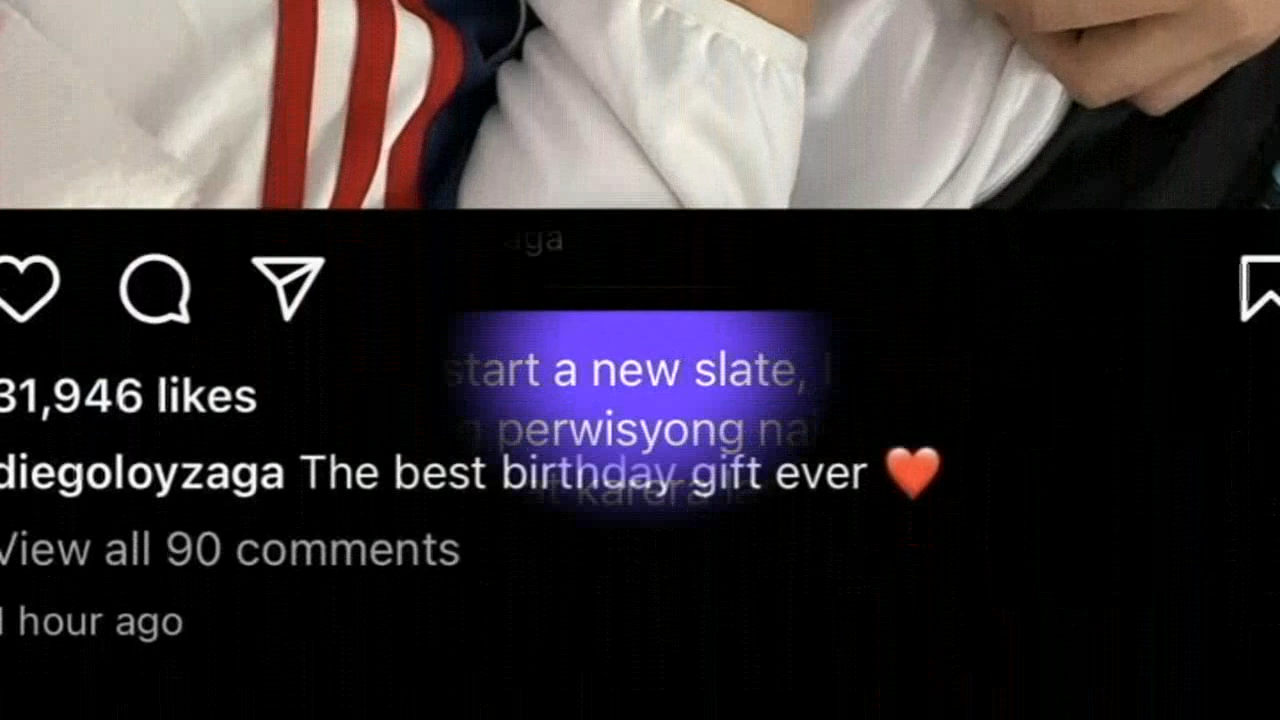 aga
start a new slate,
perwisyong
31,946 likes
diegoloyzaga The best birthday gift ever ❤️
View all 90 comments
1 hour ago